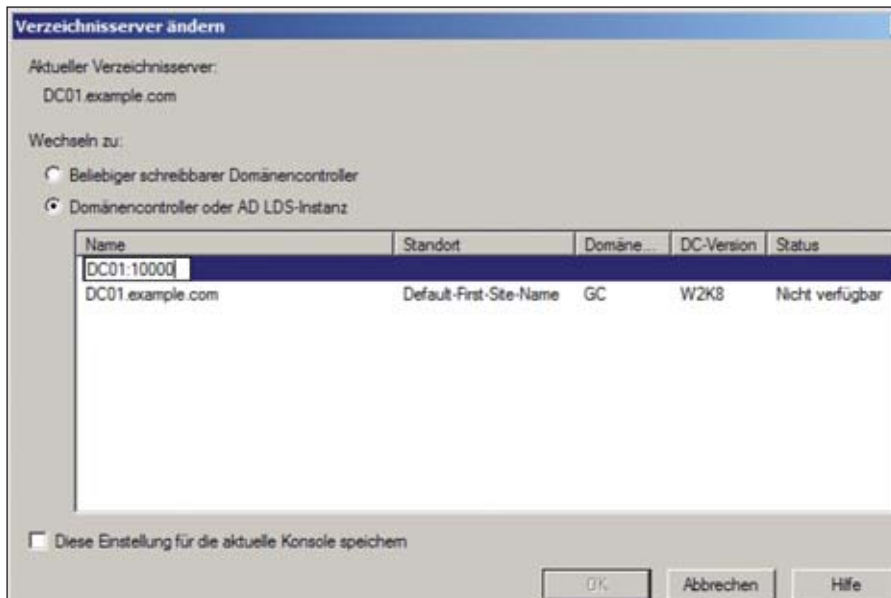 Verzeichnisserver ändern
Aktueller Verzeichnisserver:
DC01.example.com
Wechseln zu:
Beliebiger schreibbarer Domänencontroller
Domänencontroller oder AD LDS-Instanz
Name Standort Domäne... DC-Version Status
DC01:10000
DC01.example.com Default-First-Site-Name GC W2K8 Nicht verfügbar
Diese Einstellung für die aktuelle Konsole speichern
OK Abbrechen Hilfe